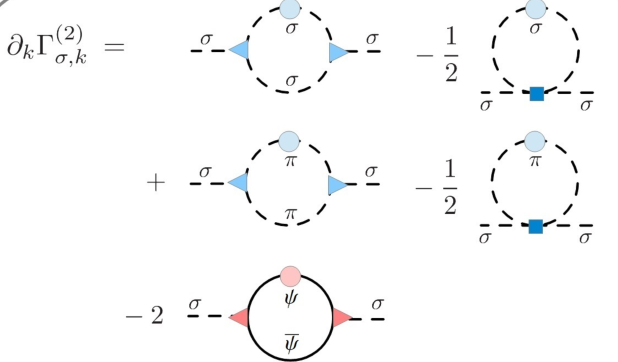 ∂ₖΓ⁽²⁾_{σ,k} = σ σ σ σ − 1/2 σ σ σ
+ σ π π σ − 1/2 π σ σ
− 2 σ ψ ψ̄ σ